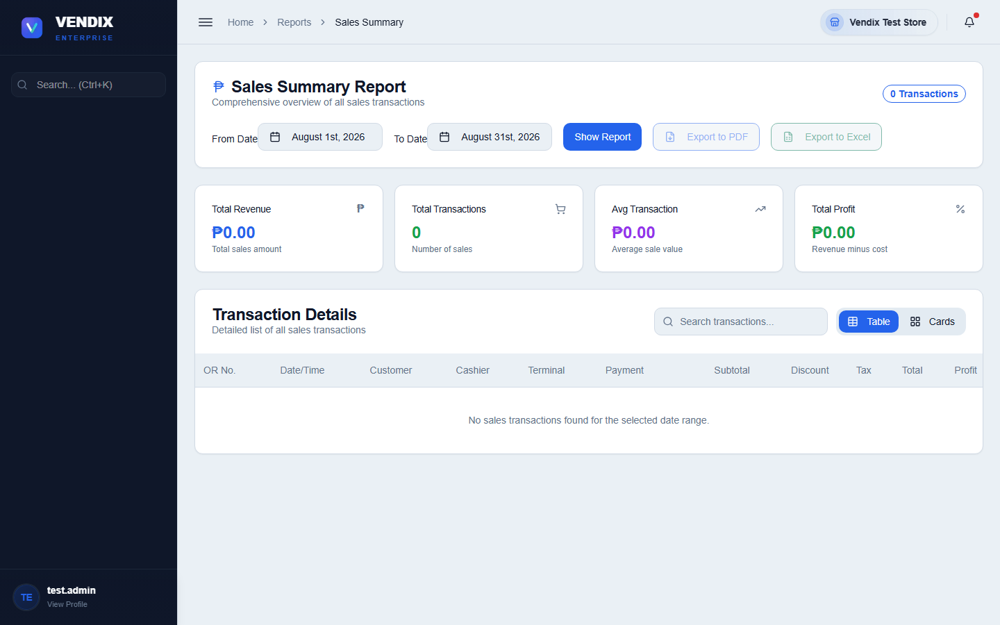 VENDIX
ENTERPRISE
Search... (Ctrl+K)
test.admin
TE
View Profile
Home > Reports > Sales Summary
Vendix Test Store
₱ Sales Summary Report
Comprehensive overview of all sales transactions
0 Transactions
From Date August 1st, 2026 To Date August 31st, 2026 Show Report Export to PDF Export to Excel
Total Revenue ₱
₱0.00
Total sales amount
Total Transactions
0
Number of sales
Avg Transaction
₱0.00
Average sale value
Total Profit %
₱0.00
Revenue minus cost
Transaction Details
Detailed list of all sales transactions
Search transactions... Table Cards
OR No. Date/Time Customer Cashier Terminal Payment Subtotal Discount Tax Total Profit
No sales transactions found for the selected date range.